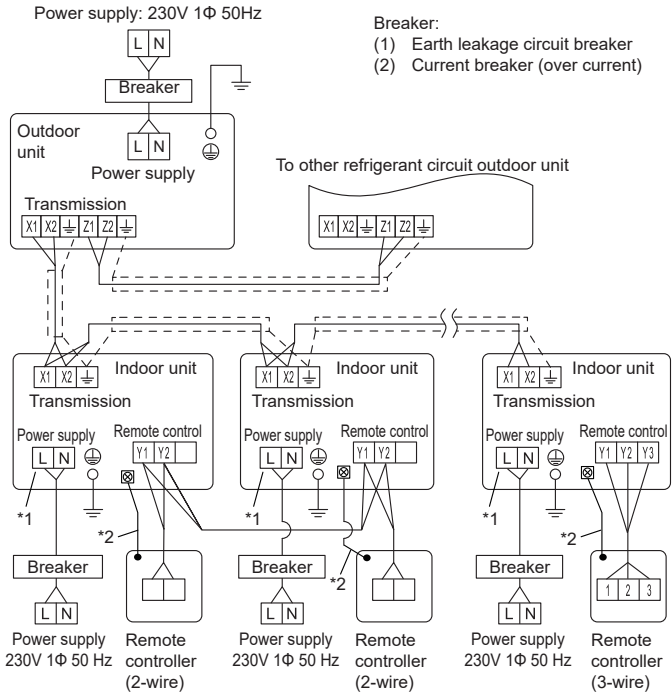 Power supply: 230V 1Φ 50Hz
L N
Breaker:
(1) Earth leakage circuit breaker
(2) Current breaker (over current)
Breaker
Outdoor
unit
L N
Power supply
Transmission
X1 X2 Z1 Z2
To other refrigerant circuit outdoor unit
X1 X2 Z1 Z2
Indoor unit
X1 X2
Transmission
Power supply
Remote control
L N
Y1 Y2
*1
*2
Breaker
L N
Power supply
230V 1Φ 50 Hz
Remote
controller
(2-wire)
Indoor unit
X1 X2
Transmission
Power supply
Remote control
L N
Y1 Y2
*1
*2
Breaker
L N
Power supply
230V 1Φ 50 Hz
Remote
controller
(2-wire)
Indoor unit
X1 X2
Transmission
Power supply
Remote control
L N
Y1 Y2 Y3
*1
*2
Breaker
1 2 3
L N
Power supply
230V 1Φ 50 Hz
Remote
controller
(3-wire)